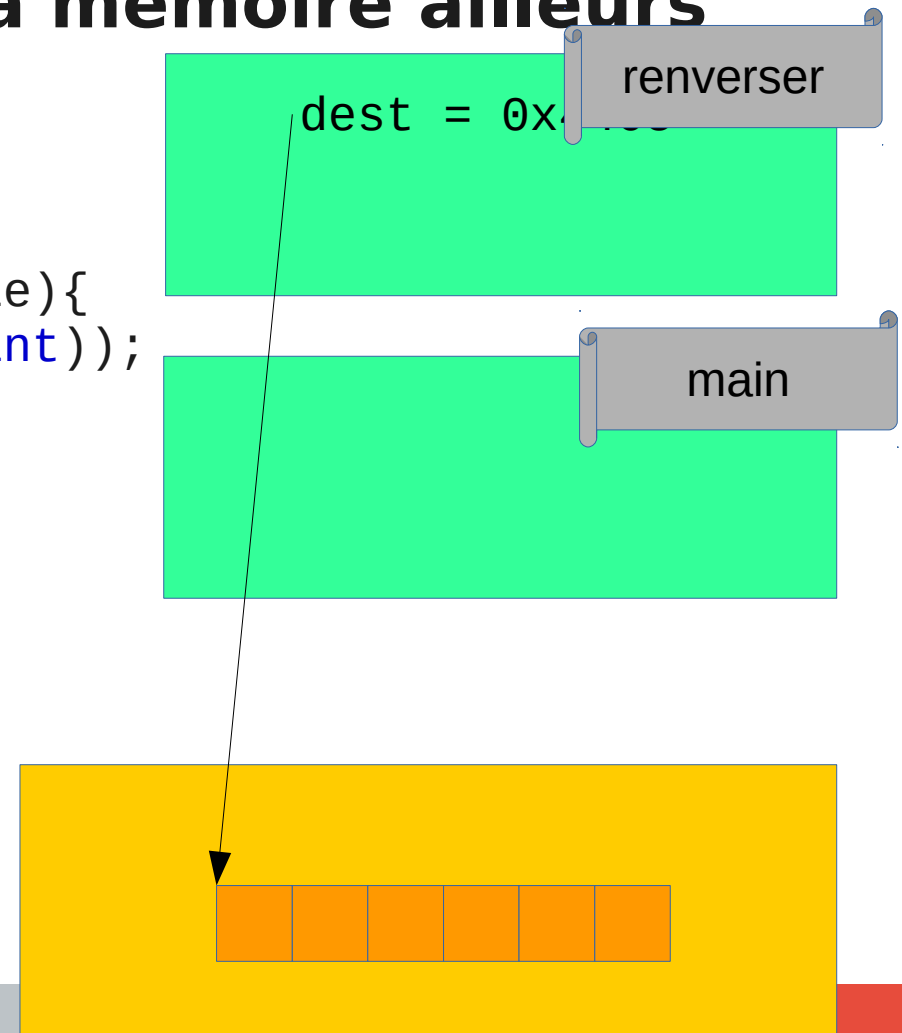 a mémoire ailleurs
renverser
dest = 0x
e){
nt));
main